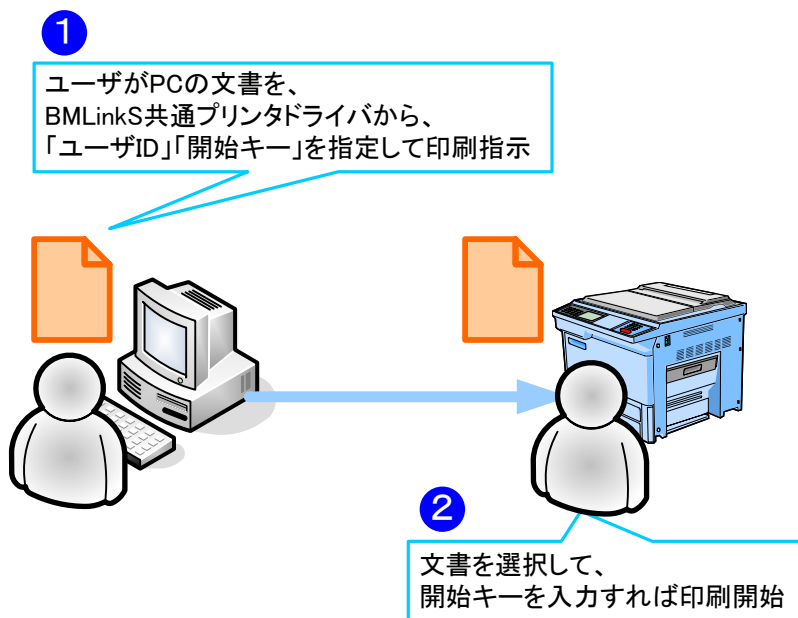 1
ユーザがPCの文書を、
BMLinkS共通プリンタドライバから、
「ユーザID」「開始キー」を指定して印刷指示
2
文書を選択して、
開始キーを入力すれば印刷開始